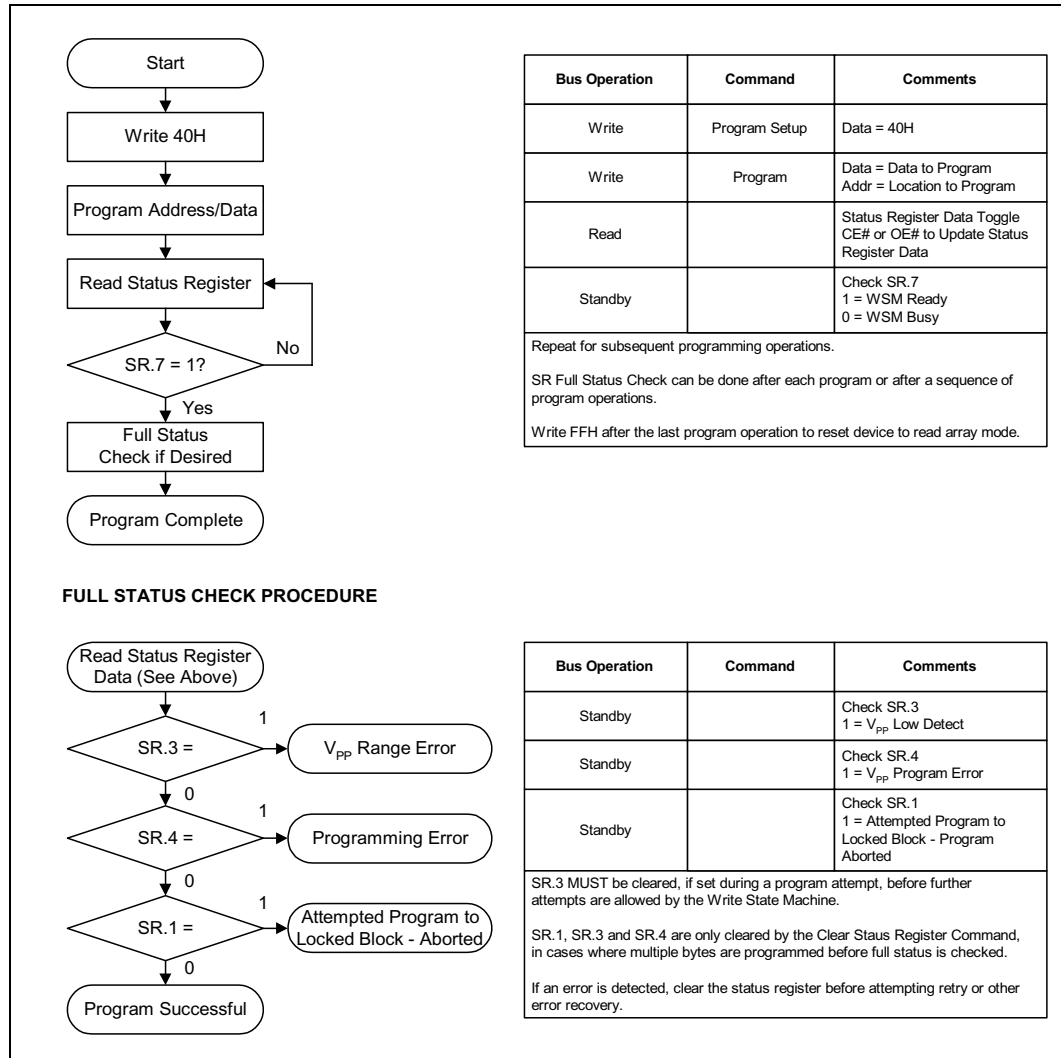 Start
Write 40H
Program Address/Data
Read Status Register
SR.7 = 1?
No
Yes
Full Status
Check if Desired
Program Complete
Bus Operation Command Comments
Write Program Setup Data = 40H
Write Program Data = Data to Program
Addr = Location to Program
Read Status Register Data Toggle
CE# or OE# to Update Status
Register Data
Standby Check SR.7
1 = WSM Ready
0 = WSM Busy
Repeat for subsequent programming operations.
SR Full Status Check can be done after each program or after a sequence of
program operations.
Write FFH after the last program operation to reset device to read array mode.
FULL STATUS CHECK PROCEDURE
Read Status Register
Data (See Above)
SR.3 =
1
VPP Range Error
0
SR.4 =
1
Programming Error
0
SR.1 =
1
Attempted Program to
Locked Block - Aborted
0
Program Successful
Bus Operation Command Comments
Standby Check SR.3
1 = VPP Low Detect
Standby Check SR.4
1 = VPP Program Error
Standby Check SR.1
1 = Attempted Program to
Locked Block - Program
Aborted
SR.3 MUST be cleared, if set during a program attempt, before further
attempts are allowed by the Write State Machine.
SR.1, SR.3 and SR.4 are only cleared by the Clear Staus Register Command,
in cases where multiple bytes are programmed before full status is checked.
If an error is detected, clear the status register before attempting retry or other
error recovery.